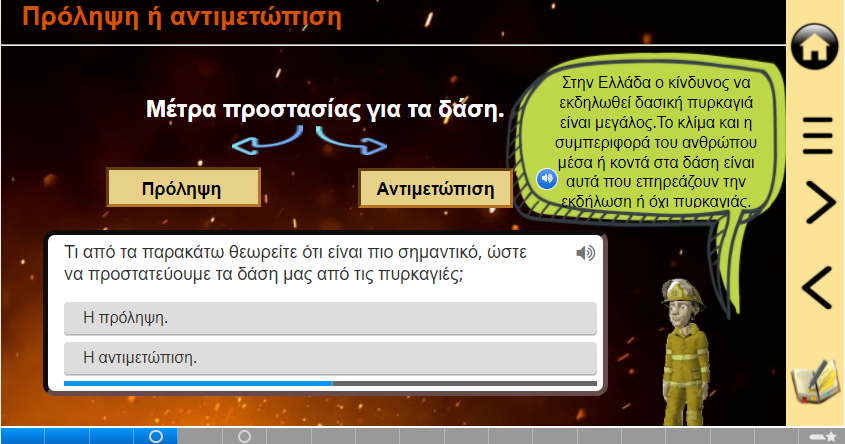 Πρόληψη ή αντιμετώπιση
Μέτρα προστασίας για τα δάση.
Πρόληψη
Αντιμετώπιση
Στην Ελλάδα ο κίνδυνος να
εκδηλωθεί δασική πυρκαγιά
είναι μεγάλος.Το κλίμα και η
συμπεριφορά του ανθρώπου
μέσα ή κοντά στα δάση είναι
αυτά που επηρεάζουν την
εκδήλωση ή όχι πυρκαγιάς.
Τι από τα παρακάτω θεωρείτε ότι είναι πιο σημαντικό, ώστε
να προστατεύουμε τα δάση μας από τις πυρκαγιές;
Η πρόληψη.
Η αντιμετώπιση.